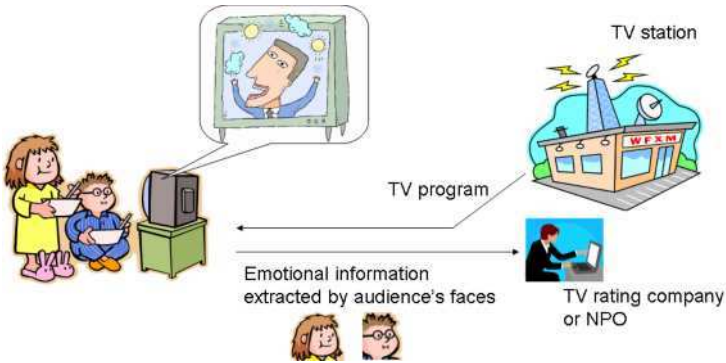 TV station
WFXM
TV program
Emotional information
extracted by audience's faces
TV rating company
or NPO